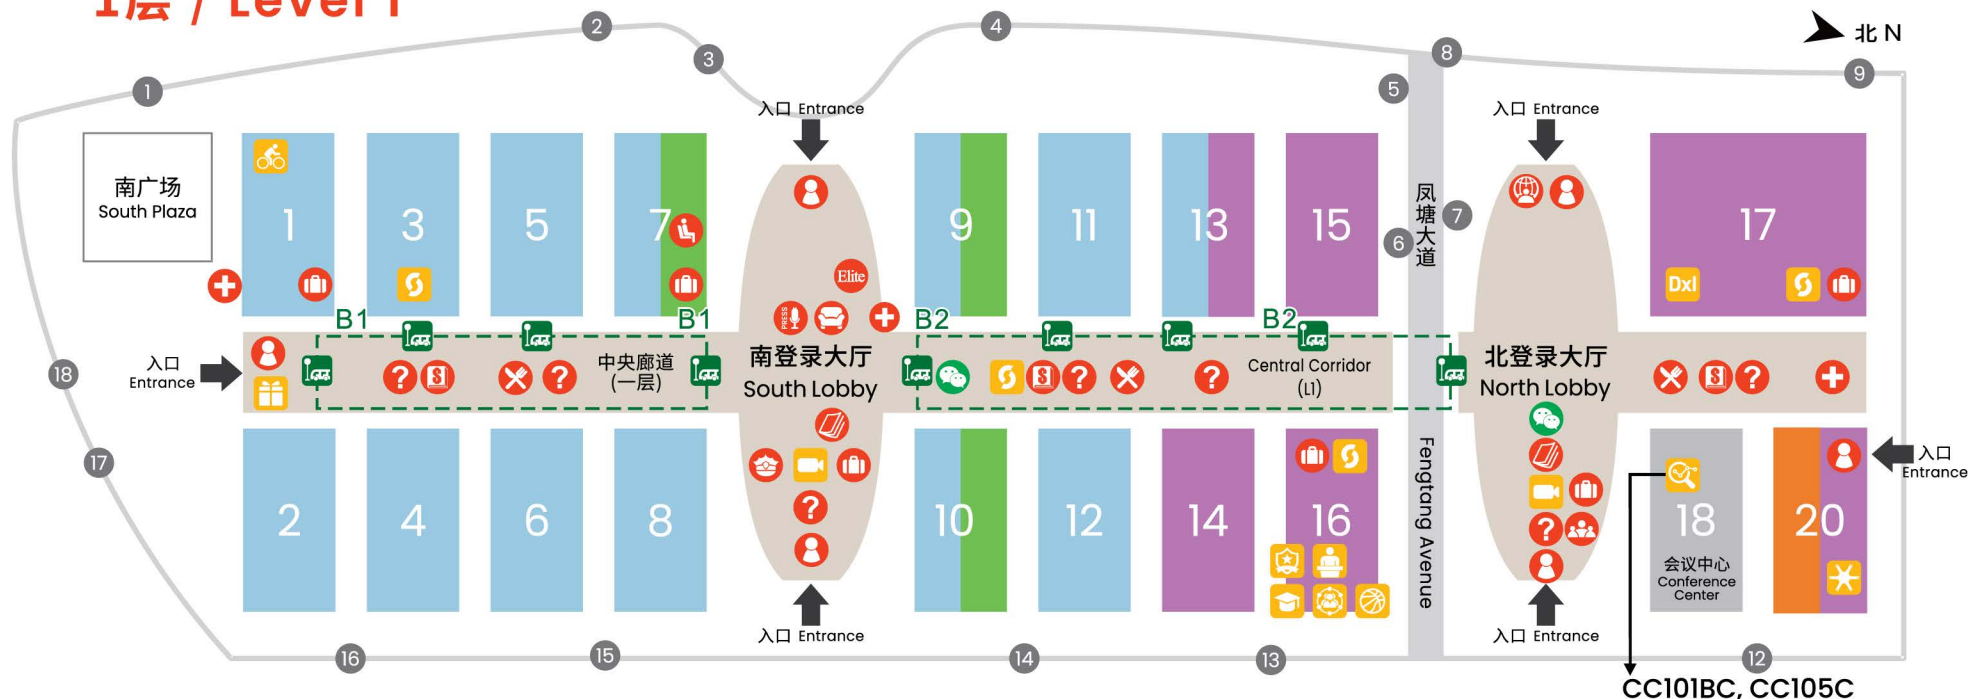 1层 / Level 1
北 N
1
2
3
4
5
6
7
8
9
入口 Entrance
入口 Entrance
南广场
South Plaza
1
3
5
7
9
11
13
15
17
凤塘大道
Elite
PRESS
DxI
B1
B1
B2
B2
入口
Entrance
中央廊道
(一层)
南登录大厅
South Lobby
Central Corridor
(L1)
北登录大厅
North Lobby
2
4
6
8
10
12
14
16
18
会议中心
Conference
Center
20
Fengtang Avenue
入口
Entrance
入口 Entrance
入口 Entrance
18
17
16
15
14
13
12
CC101BC, CC105C